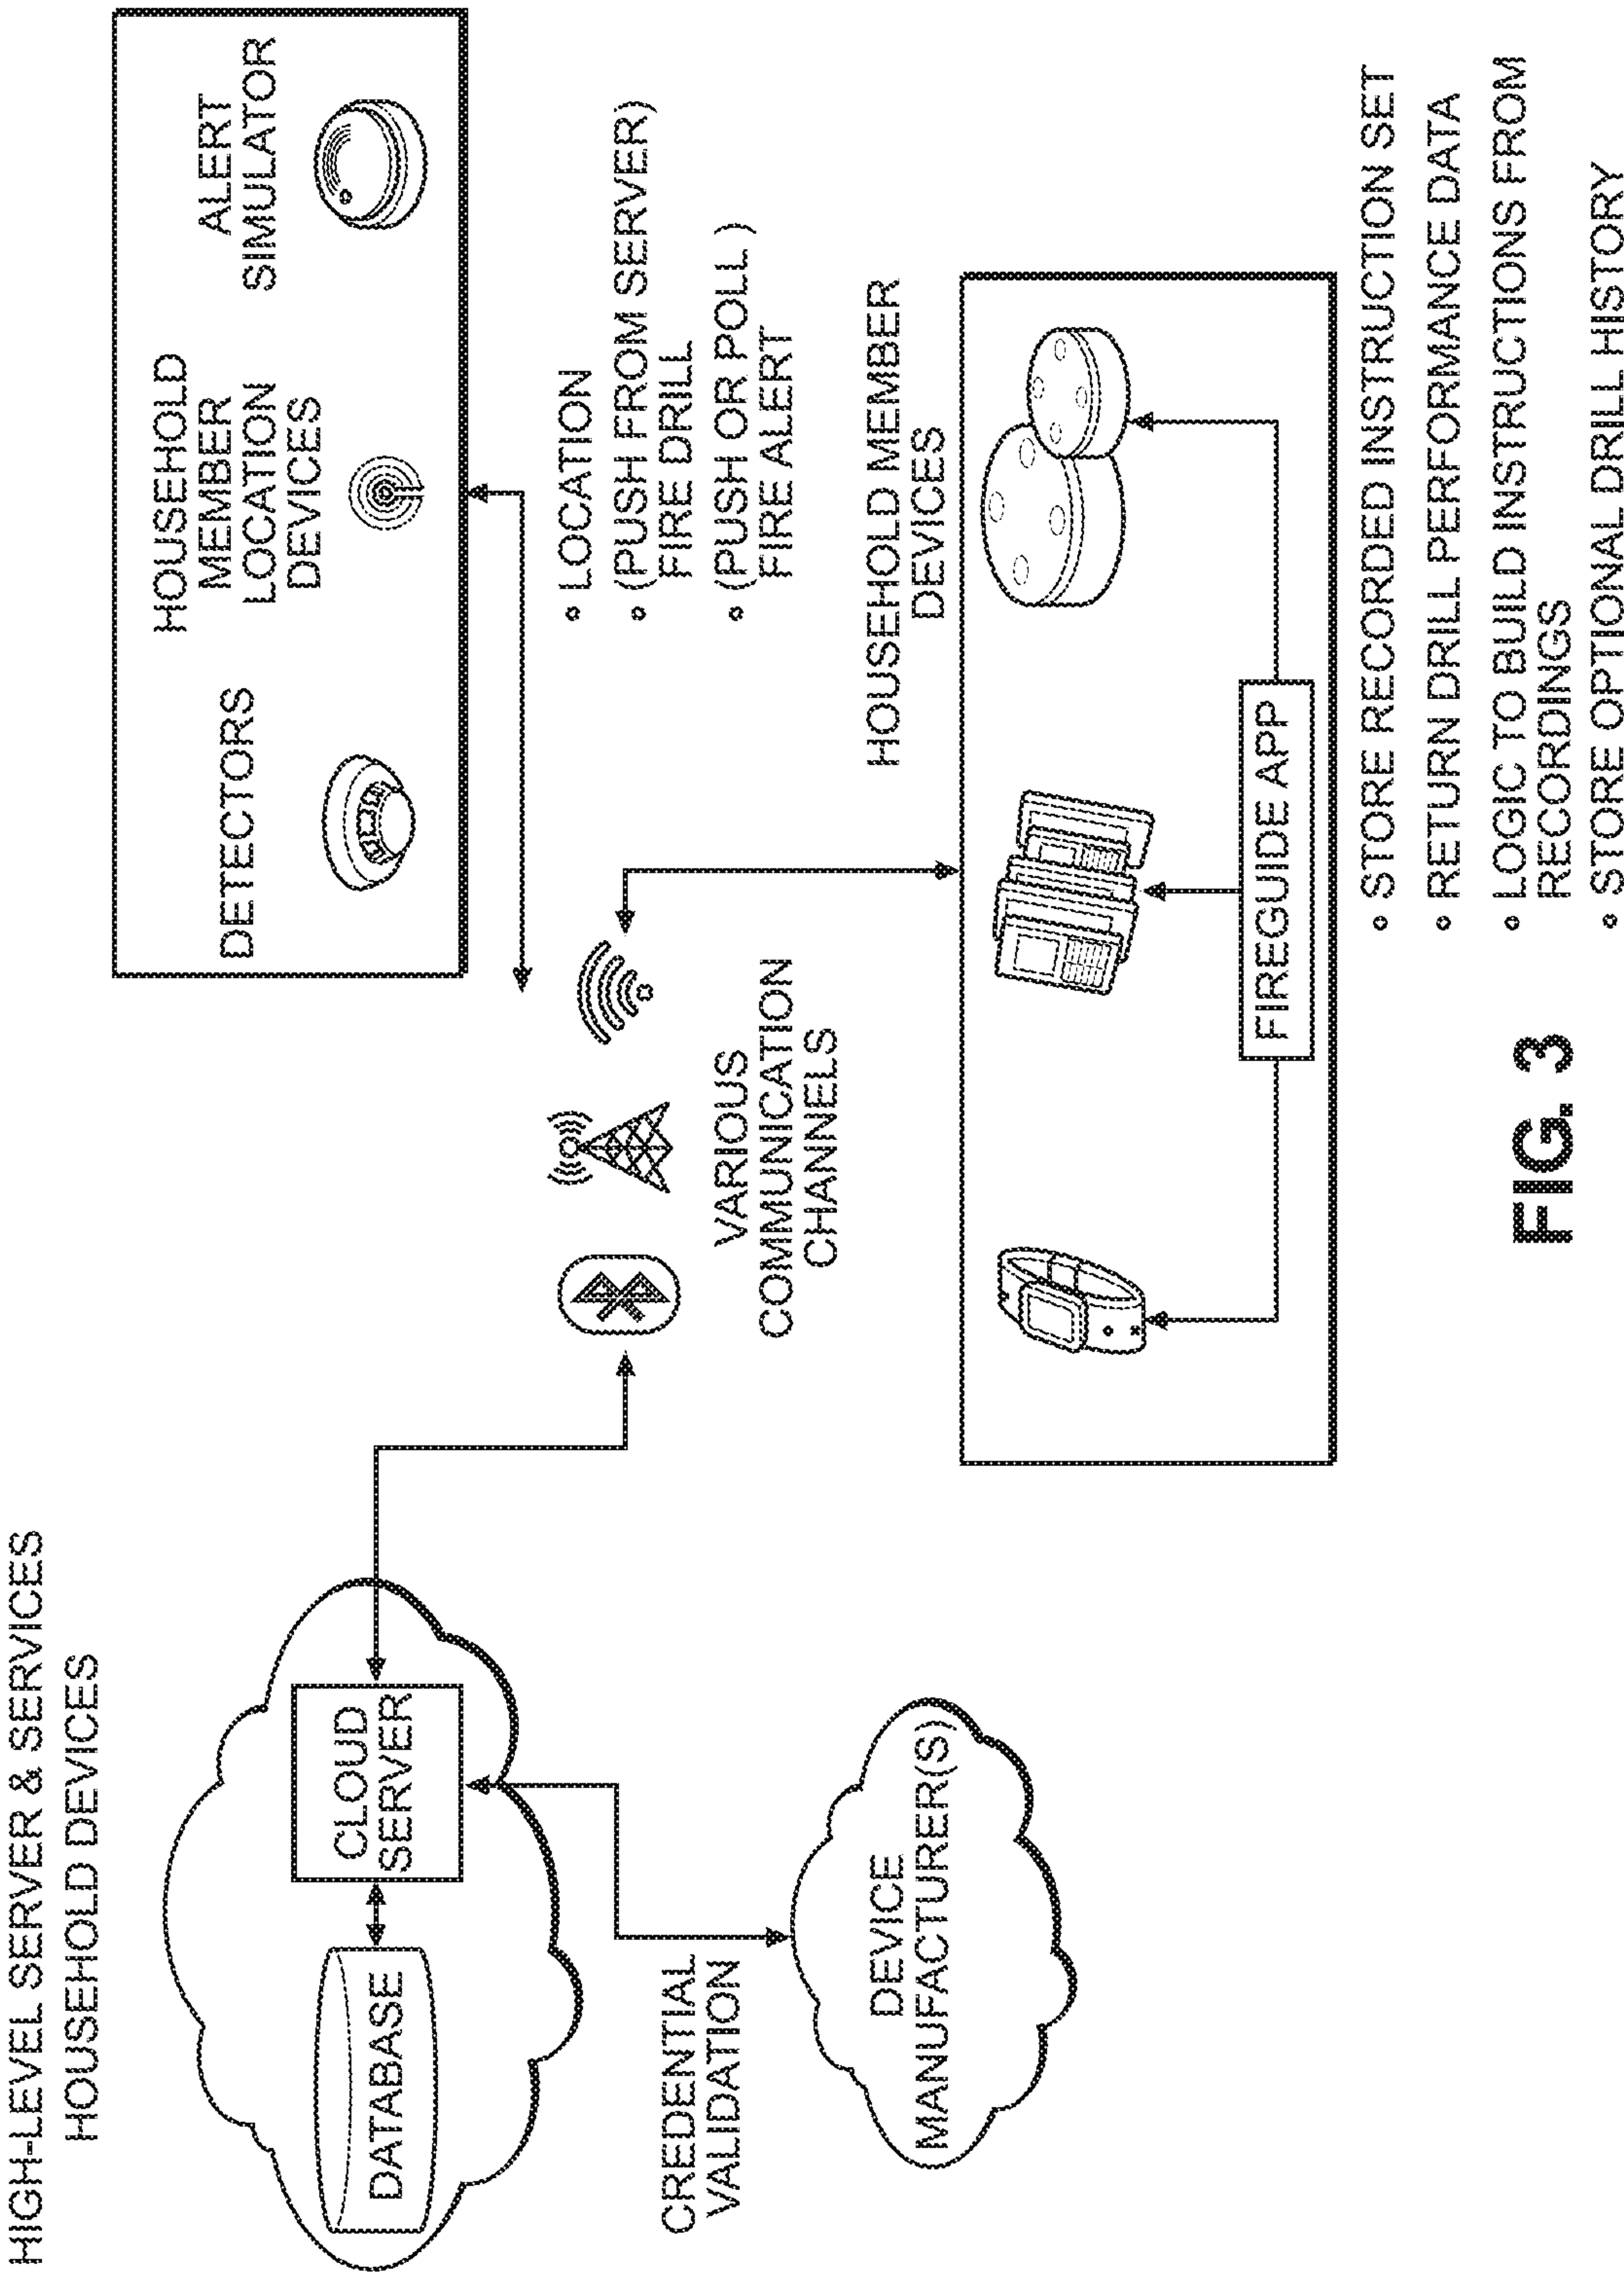 HIGH-LEVEL SERVER & SERVICES
HOUSEHOLD DEVICES
DATABASE
CLOUD
SERVER
CREDENTIAL
VALIDATION
DEVICE
MANUFACTURER(S)
VARIOUS
COMMUNICATION
CHANNELS
DETECTORS
HOUSEHOLD
MEMBER
LOCATION
DEVICES
ALERT
SIMULATOR
• LOCATION
• (PUSH FROM SERVER)
FIRE DRILL
• (PUSH OR POLL )
FIRE ALERT
HOUSEHOLD MEMBER
DEVICES
FIREGUIDE APP
• STORE RECORDED INSTRUCTION SET
• RETURN DRILL PERFORMANCE DATA
• LOGIC TO BUILD INSTRUCTIONS FROM
RECORDINGS
• STORE OPTIONAL DRILL HISTORY
FIG. 3